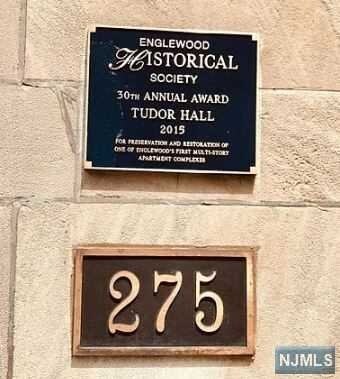 ENGLEWOOD
HISTORICAL
SOCIETY
30TH ANNUAL AWARD
TUDOR HALL
2015
FOR PRESERVATION AND RESTORATION OF
ONE OF ENGLEWOOD'S FIRST MULTI-STORY
APARTMENT COMPLEXES
275
NJMLS